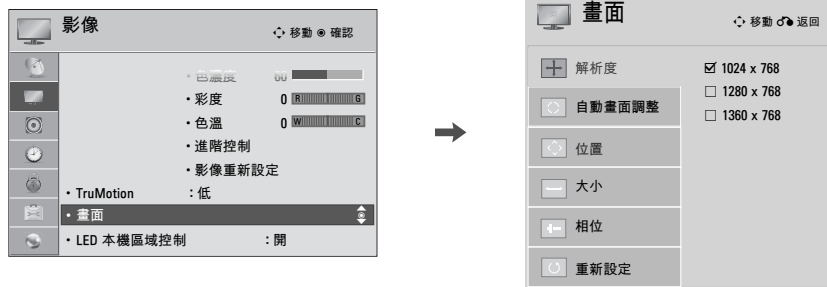 影像
移動 ◉ 確認
• 色濃度 60
• 彩度 0 R G
• 色溫 0 W C
• 進階控制
• 影像重新設定
• TruMotion : 低
• 畫面
• LED 本機區域控制 : 開
畫面
移動 返回
解析度
自動畫面調整
位置
大小
相位
重新設定
☑ 1024 x 768
☐ 1280 x 768
☐ 1360 x 768